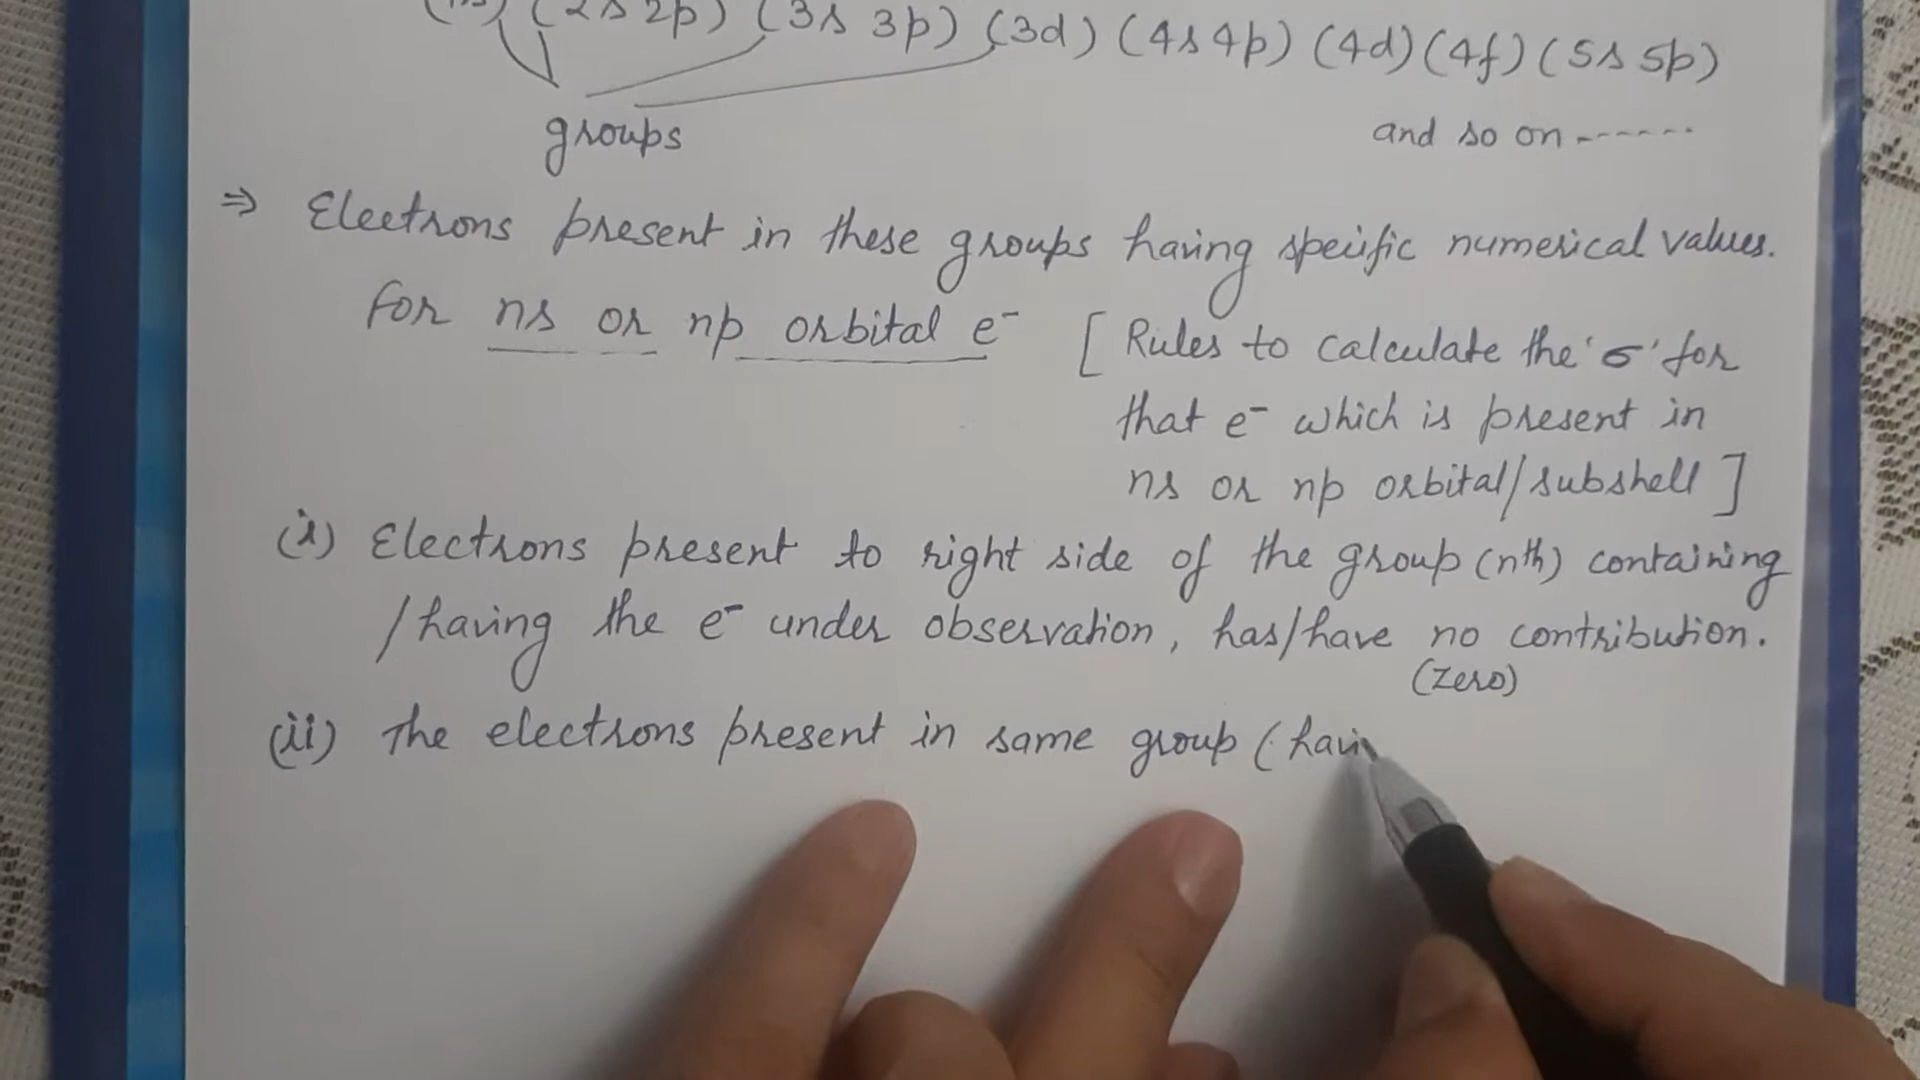 (1s) (2s 2p) (3s 3p) (3d) (4s 4p) (4d) (4f) (5s 5p)
groups
and so on ------
⇒ Electrons present in these groups having specific numerical values.
For ns or np orbital e⁻ [Rules to calculate the 'σ' for
that e⁻ which is present in
ns or np orbital/subshell]
(i) Electrons present to right side of the group (nth) containing
/having the e⁻ under observation, has/have no contribution.
(zero)
(ii) The electrons present in same group (havin